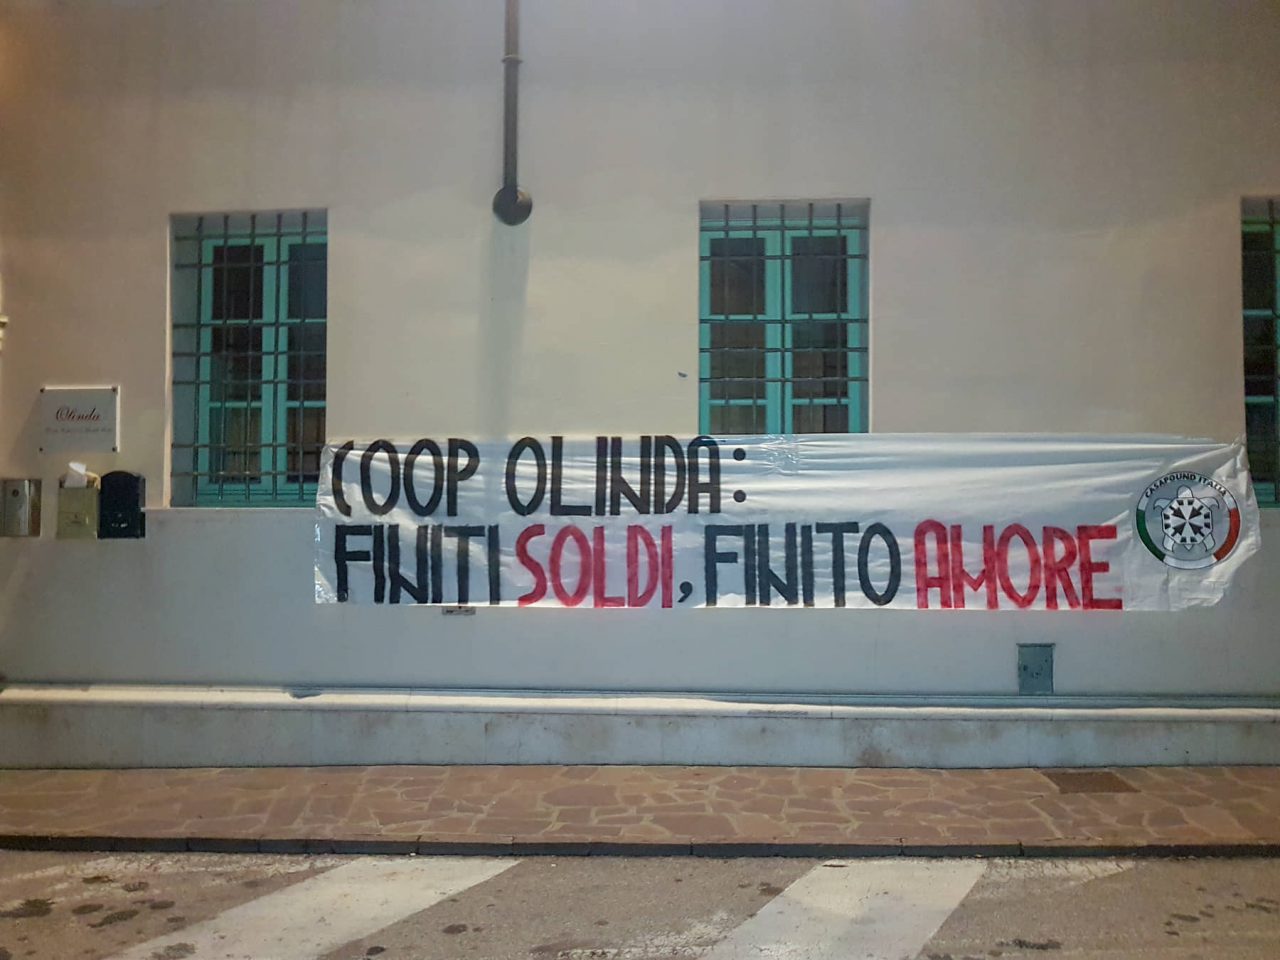 Olinda
COOP OLINDA:
FINITI SOLDI, FINITO AMORE
CASAPOUND ITALIA